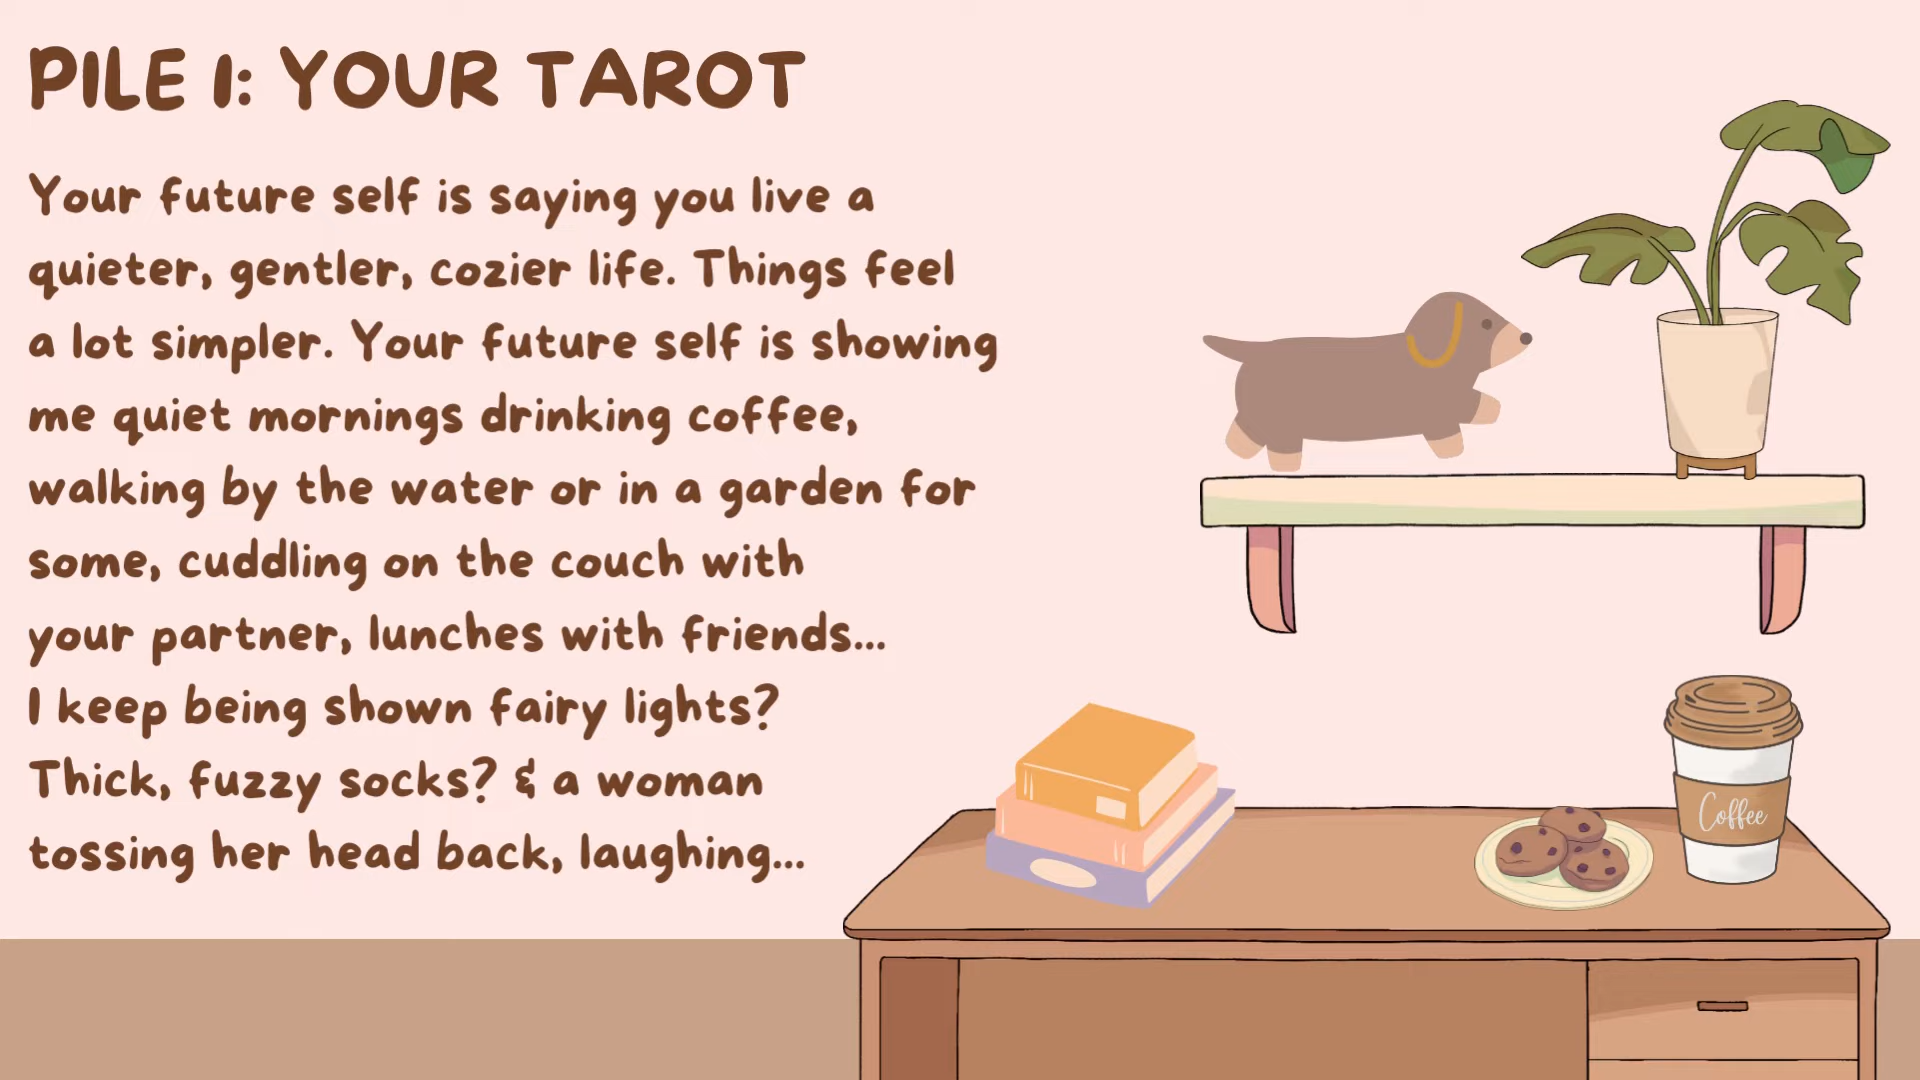 PILE 1: YOUR TAROT
Your future self is saying you live a
quieter, gentler, cozier life. Things feel
a lot simpler. Your future self is showing
me quiet mornings drinking coffee,
walking by the water or in a garden for
some, cuddling on the couch with
your partner, lunches with friends...
I keep being shown fairy lights?
Thick, fuzzy socks? & a woman
tossing her head back, laughing...
Coffee